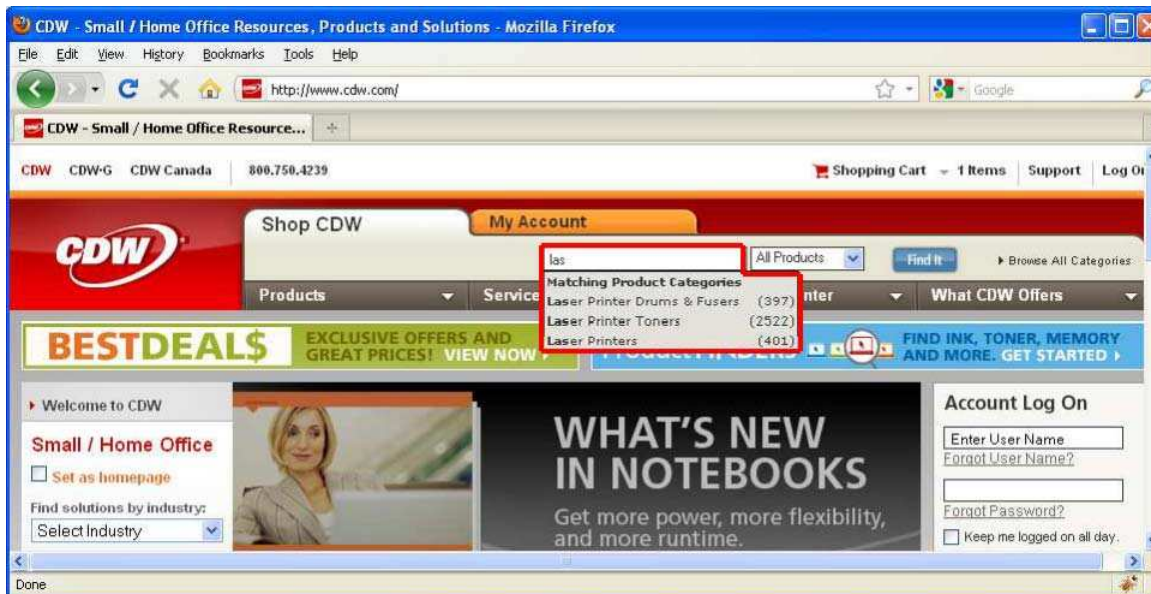 CDW - Small / Home Office Resources, Products and Solutions - Mozilla Firefox
File Edit View History Bookmarks Tools Help
http://www.cdw.com/
Google
CDW - Small / Home Office Resource...
CDW CDW·G CDW Canada 800.750.4239 Shopping Cart 1 Items Support Log
Shop CDW My Account
CDW
las All Products Find It Browse All Categories
Matching Product Categories
Laser Printer Drums & Fusers (397)
Laser Printer Toners (2522)
Laser Printers (401)
Products Service nter What CDW Offers
BESTDEAL$
EXCLUSIVE OFFERS AND
GREAT PRICES! VIEW NOW
Product FINDERS
FIND INK, TONER, MEMORY
AND MORE. GET STARTED
Welcome to CDW
Small / Home Office
Set as homepage
Find solutions by industry:
Select Industry
WHAT'S NEW
IN NOTEBOOKS
Get more power, more flexibility,
and more runtime.
Account Log On
Enter User Name
Forgot User Name?
Forgot Password?
Keep me logged on all day.
Done